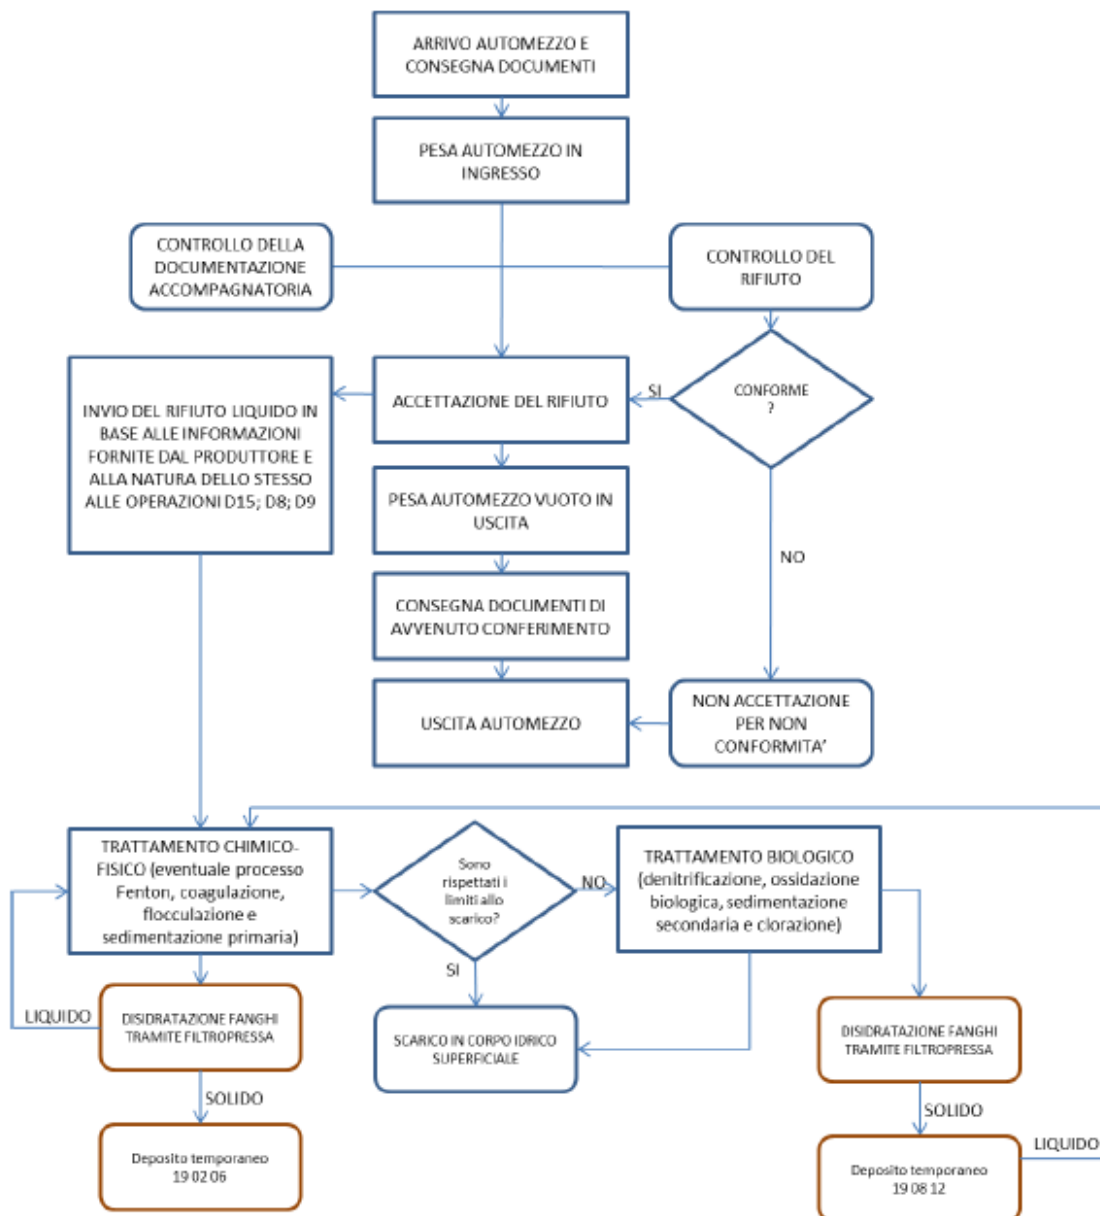 ARRIVO AUTOMEZZO E
CONSEGNA DOCUMENTI
PESA AUTOMEZZO IN
INGRESSO
CONTROLLO DELLA
DOCUMENTAZIONE
ACCOMPAGNATORIA
CONTROLLO DEL
RIFIUTO
INVIO DEL RIFIUTO LIQUIDO IN
BASE ALLE INFORMAZIONI
FORNITE DAL PRODUTTORE E
ALLA NATURA DELLO STESSO
ALLE OPERAZIONI D15; D8; D9
ACCETTAZIONE DEL RIFIUTO
SI
CONFORME
?
PESA AUTOMEZZO VUOTO IN
USCITA
NO
CONSEGNA DOCUMENTI DI
AVVENUTO CONFERIMENTO
USCITA AUTOMEZZO
NON ACCETTAZIONE
PER NON
CONFORMITA'
TRATTAMENTO CHIMICO-
FISICO (eventuale processo
Fenton, coagulazione,
flocculazione e
sedimentazione primaria)
Sono
rispettati i
limiti allo
scarico?
NO
TRATTAMENTO BIOLOGICO
(denitrificazione, ossidazione
biologica, sedimentazione
secondaria e clorazione)
SI
LIQUIDO
DISIDRATAZIONE FANGHI
TRAMITE FILTROPRESSA
SCARICO IN CORPO IDRICO
SUPERFICIALE
DISIDRATAZIONE FANGHI
TRAMITE FILTROPRESSA
SOLIDO
SOLIDO
Deposito temporaneo
19 02 06
Deposito temporaneo
19 08 12
LIQUIDO